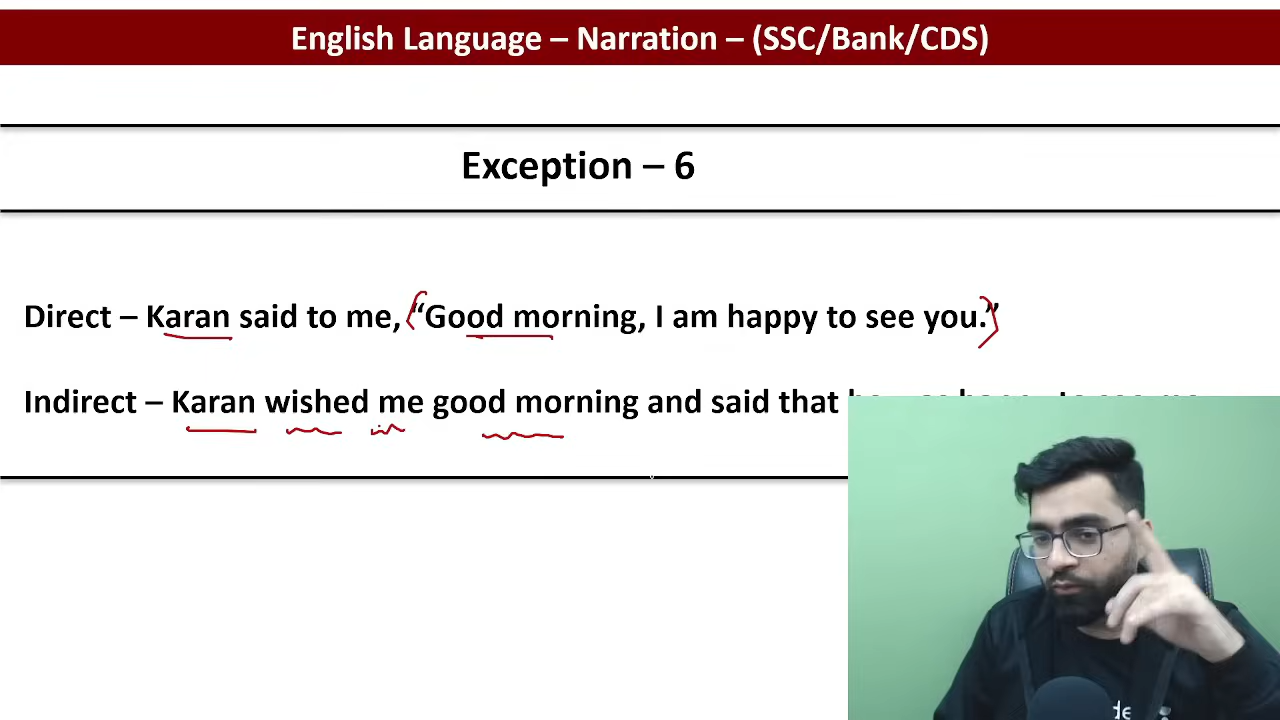 English Language – Narration – (SSC/Bank/CDS)
Exception – 6
Direct – Karan said to me, “Good morning, I am happy to see you.”
Indirect – Karan wished me good morning and said that